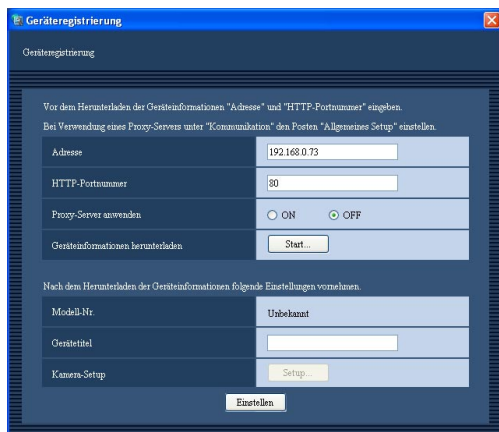 Geräteregistrierung
Geräteregistrierung
Vor dem Herunterladen der Geräteinformationen "Adresse" und "HTTP-Portnummer" eingeben.
Bei Verwendung eines Proxy-Servers unter "Kommunikation" den Posten "Allgemeines Setup" einstellen.
Adresse 192.168.0.73
HTTP-Portnummer 80
Proxy-Server anwenden ON OFF
Geräteinformationen herunterladen Start...
Nach dem Herunterladen der Geräteinformationen folgende Einstellungen vornehmen.
Modell-Nr. Unbekannt
Gerätetitel
Kamera-Setup Setup...
Einstellen